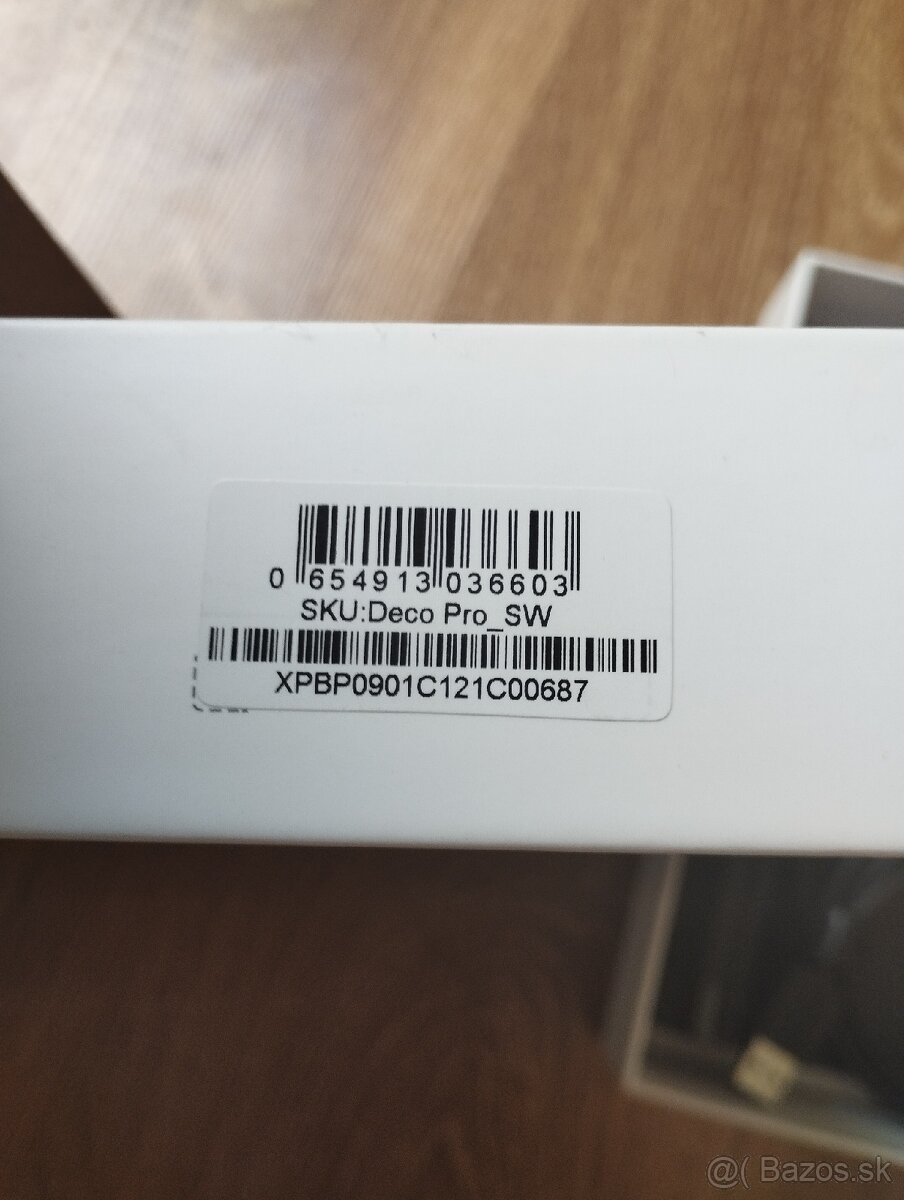 0 654913 036603
SKU:Deco Pro_SW
XPBP0901C121C00687
@( Bazos.sk